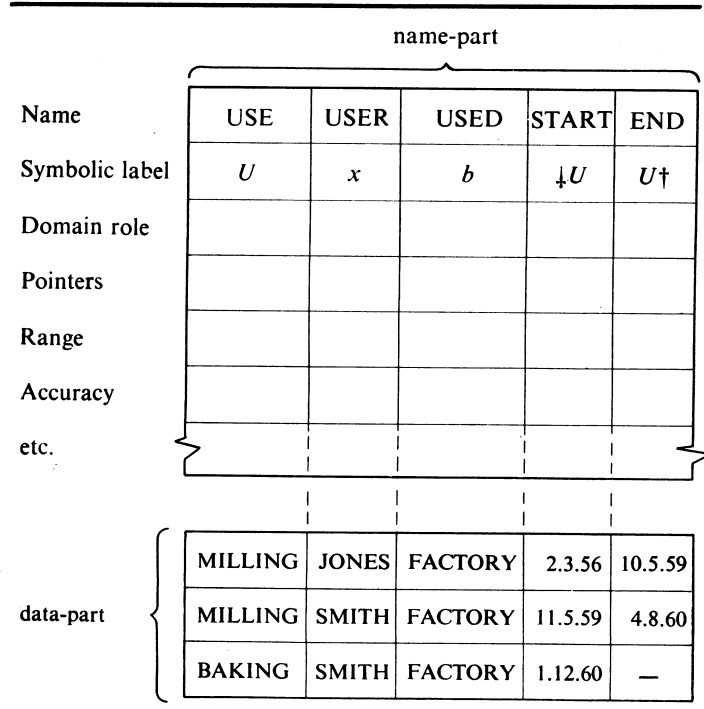 name-part
Name USE USER USED START END
Symbolic label U x b ⸸U U†
Domain role
Pointers
Range
Accuracy
etc.
MILLING JONES FACTORY 2.3.56 10.5.59
data-part MILLING SMITH FACTORY 11.5.59 4.8.60
BAKING SMITH FACTORY 1.12.60 —